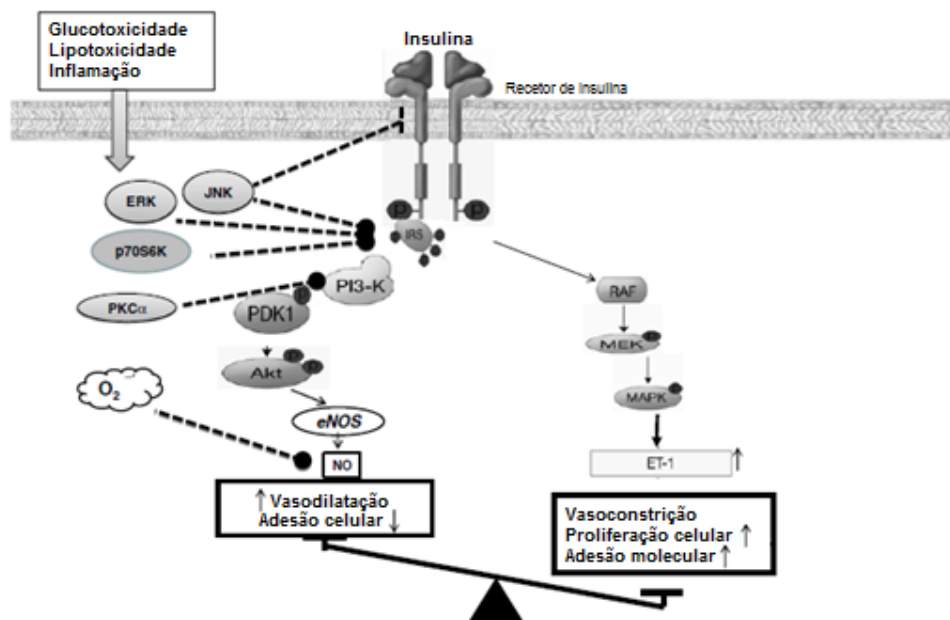 Glucotoxicidade
Lipotoxicidade
Inflamação
Insulina
Recetor de insulina
ERK
JNK
p70S6K
PKCα
O2
P
P
IRS
PI3-K
P
PDK1
P
P
Akt
eNOS
NO
↑ Vasodilatação
Adesão celular ↓
RAF
P
MEK
P
MAPK
ET-1 ↑
Vasoconstrição
Proliferação celular ↑
Adesão molecular ↑